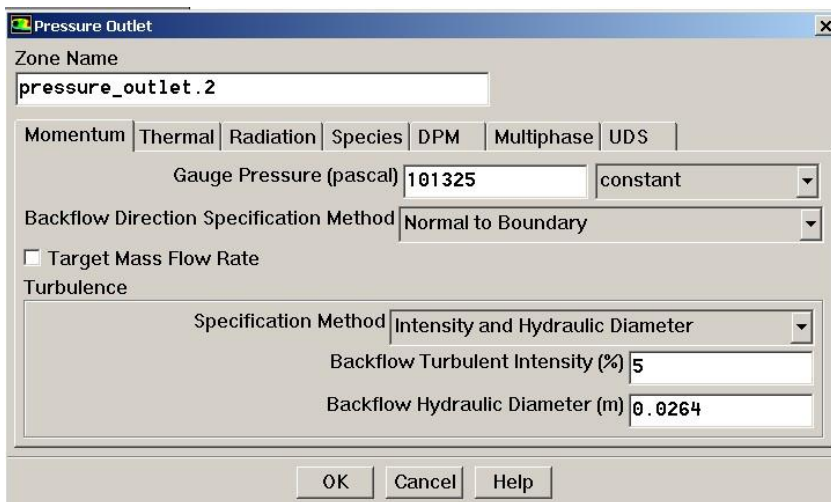 Pressure Outlet
Zone Name
pressure_outlet.2
Momentum Thermal Radiation Species DPM Multiphase UDS
Gauge Pressure (pascal) 101325 constant
Backflow Direction Specification Method Normal to Boundary
Target Mass Flow Rate
Turbulence
Specification Method Intensity and Hydraulic Diameter
Backflow Turbulent Intensity (%) 5
Backflow Hydraulic Diameter (m) 0.0264
OK Cancel Help